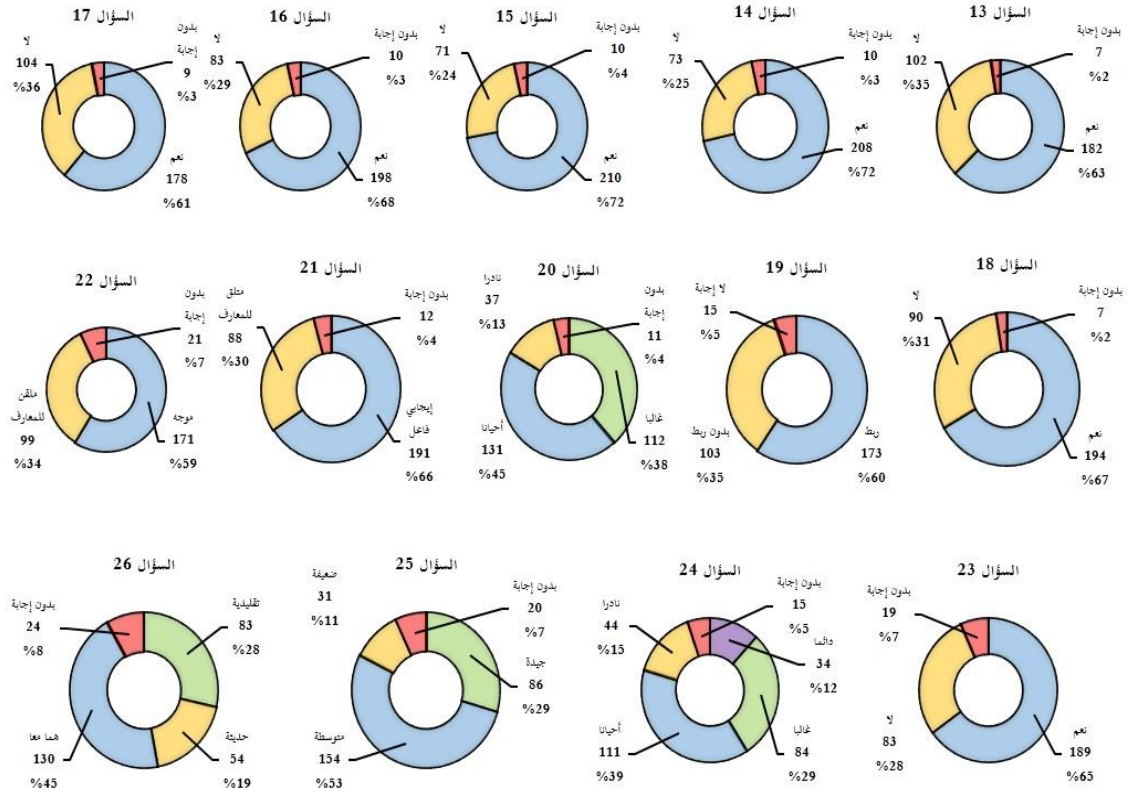 السؤال 13
بدون إجابة
7
%2
لا
102
%35
نعم
182
%63
السؤال 14
بدون إجابة
10
%3
لا
73
%25
نعم
208
%72
السؤال 15
بدون إجابة
10
%4
لا
71
%24
نعم
210
%72
السؤال 16
بدون إجابة
10
%3
لا
83
%29
نعم
198
%68
السؤال 17
بدون
إجابة
9
%3
لا
104
%36
نعم
178
%61
السؤال 18
بدون إجابة
7
%2
لا
90
%31
نعم
194
%67
السؤال 19
لا إجابة
15
%5
بدون ربط
103
%35
ربط
173
%60
السؤال 20
نادرا
37
%13
بدون
إجابة
11
%4
غالبا
112
%38
أحيانا
131
%45
السؤال 21
بدون إجابة
12
%4
متلق
للمعارف
88
%30
إيجابي
فاعل
191
%66
السؤال 22
بدون
إجابة
21
%7
ملقن
للمعارف
99
%34
موجه
171
%59
السؤال 23
بدون إجابة
19
%7
لا
83
%28
نعم
189
%65
السؤال 24
بدون إجابة
15
%5
دائما
34
%12
نادرا
44
%15
غالبا
84
%29
أحيانا
111
%39
السؤال 25
بدون إجابة
20
%7
ضعيفة
31
%11
جيدة
86
%29
متوسطة
154
%53
السؤال 26
تقليدية
83
%28
بدون إجابة
24
%8
حديثة
54
%19
هما معا
130
%45